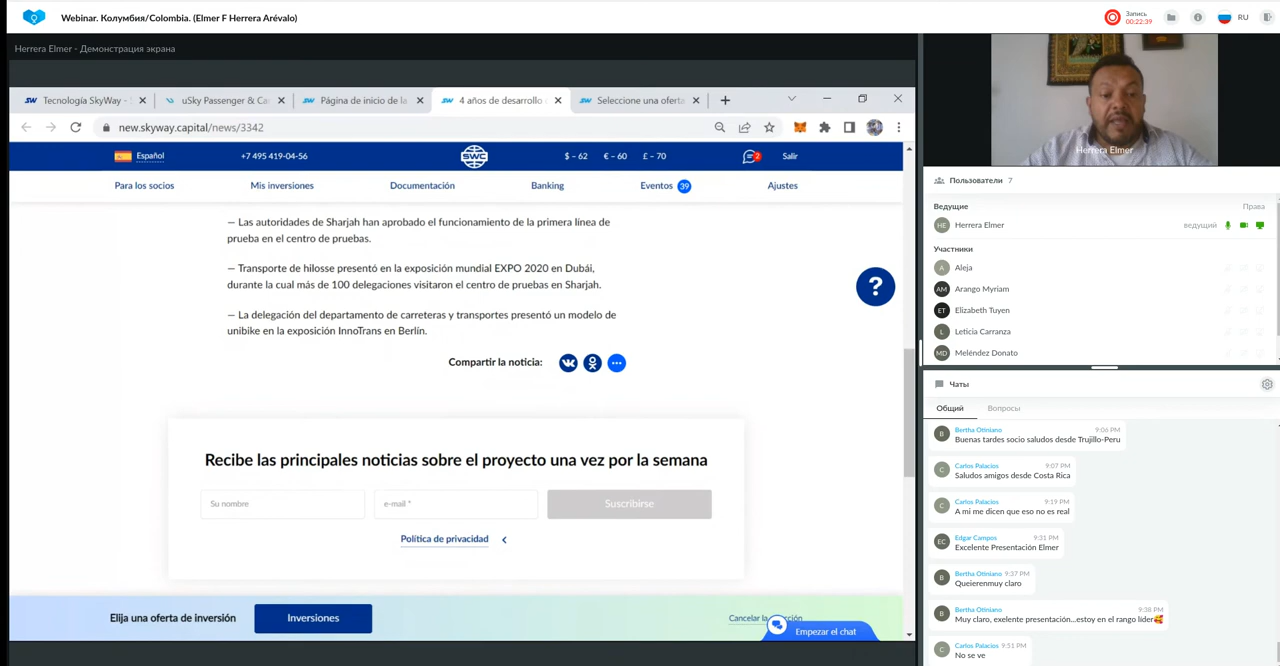 Webinar. Колумбия/Colombia. (Elmer F Herrera Arévalo)
Запись
00:22:39
RU
Herrera Elmer - Демонстрация экрана
Tecnología SkyWay -
uSky Passenger & Ca
Página de inicio de la
4 años de desarrollo
Seleccione una oferta
new.skyway.capital/news/3342
Español
+7 495 419-04-56
SWC
$ – 62
€ – 60
£ – 70
2
Salir
Para los socios
Mis inversiones
Documentación
Banking
Eventos 39
Ajustes
— Las autoridades de Sharjah han aprobado el funcionamiento de la primera línea de
prueba en el centro de pruebas.
— Transporte de hilosse presentó en la exposición mundial EXPO 2020 en Dubái,
durante la cual más de 100 delegaciones visitaron el centro de pruebas en Sharjah.
— La delegación del departamento de carreteras y transportes presentó un modelo de
unibike en la exposición InnoTrans en Berlín.
Compartir la noticia:
?
Recibe las principales noticias sobre el proyecto una vez por la semana
Su nombre
e-mail *
Suscribirse
Política de privacidad
Elija una oferta de inversión
Inversiones
Cancelar la
Empezar el chat
Herrera Elmer
Пользователи 7
Ведущие
Права
HE Herrera Elmer
ведущий
Участники
A Aleja
AM Arango Myriam
ET Elizabeth Tuyen
L Leticia Carranza
MD Meléndez Donato
Чаты
Общий
Вопросы
B Bertha Otiniano 9:06 PM
Buenas tardes socio saludos desde Trujillo-Peru
C Carlos Palacios 9:07 PM
Saludos amigos desde Costa Rica
C Carlos Palacios 9:19 PM
A mi me dicen que eso no es real
EC Edgar Campos 9:31 PM
Excelente Presentación Elmer
B Bertha Otiniano 9:37 PM
Queierenmuy claro
B Bertha Otiniano 9:38 PM
Muy claro, exelente presentación...estoy en el rango líder🥰
C Carlos Palacios 9:51 PM
No se ve